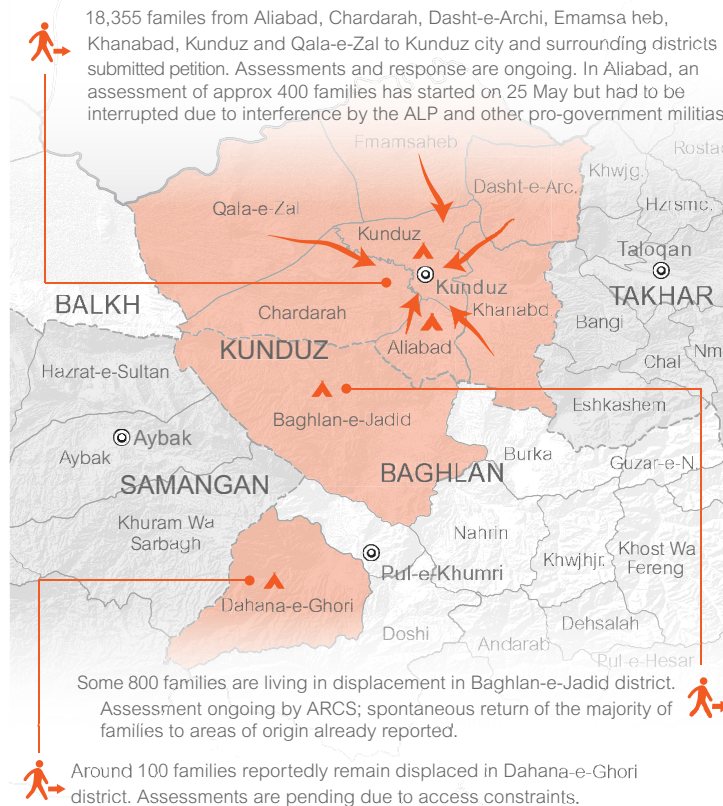 18,355 familes from Aliabad, Chardarah, Dasht-e-Archi, Emamsa heb,
Khanabad, Kunduz and Qala-e-Zal to Kunduz city and surrounding districts
submitted petition. Assessments and response are ongoing. In Aliabad, an
assessment of approx 400 families has started on 25 May but had to be
interrupted due to interference by the ALP and other pro-government militias
Emamsaheb
Rostaq
Khwjg.
Dasht-e-Arc.
Qala-e-Zal
Hzrsmc.
Kunduz
Taloqan
Kunduz
TAKHAR
BALKH
Chardarah
Khanabd
Bangi
Aliabad
KUNDUZ
Chal
Nm
Hazrat-e-Sultan
Eshkashem
Baghlan-e-Jadid
Aybak
Aybak
Burka
Guzar-e-N.
BAGHLAN
SAMANGAN
Khuram Wa
Sarbagh
Nahrin
Khwjhjr.
Khost Wa
Fereng
Pul-e-Khumri
Dahana-e-Ghori
Doshi
Dehsalah
Andarab
Pul-e-Hesar
Some 800 families are living in displacement in Baghlan-e-Jadid district.
Assessment ongoing by ARCS; spontaneous return of the majority of
families to areas of origin already reported.
Around 100 families reportedly remain displaced in Dahana-e-Ghori
district. Assessments are pending due to access constraints.